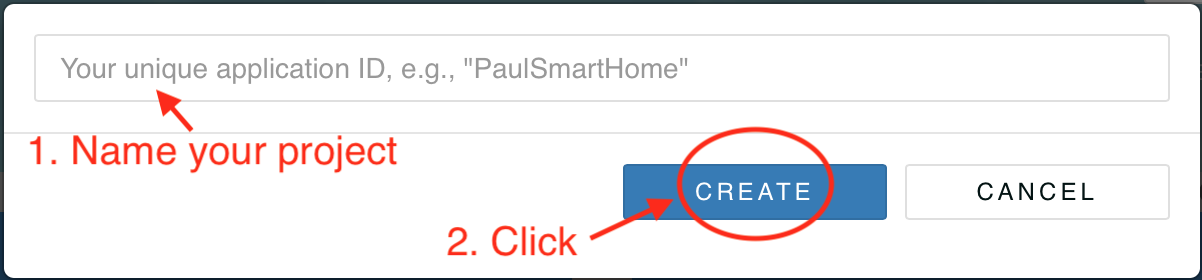 Your unique application ID, e.g., "PaulSmartHome"
1. Name your project
CREATE
CANCEL
2. Click